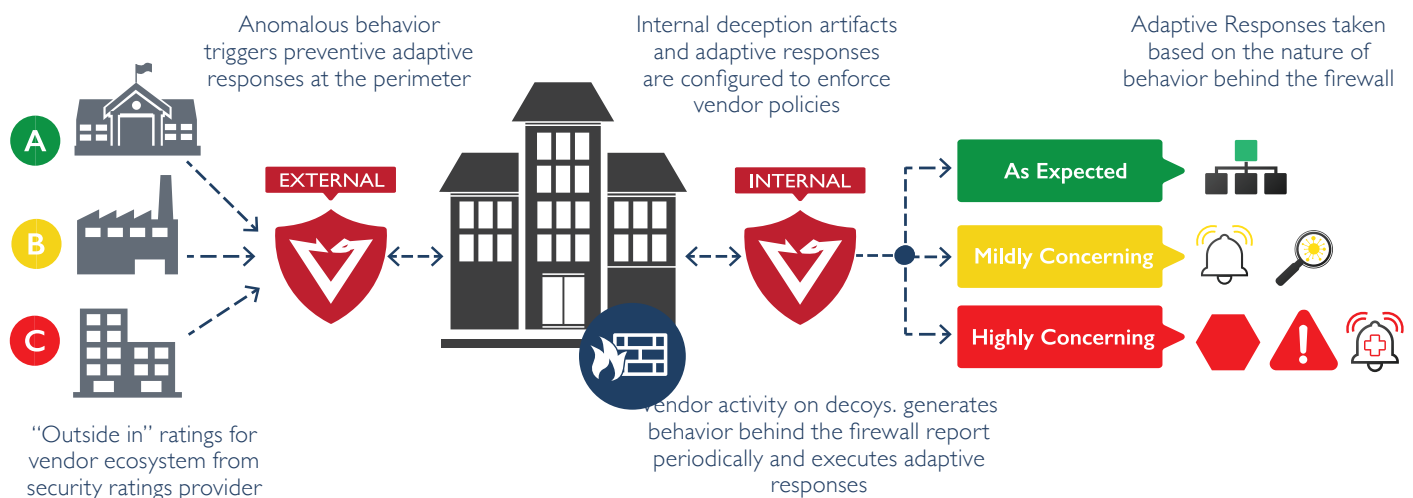 Anomalous behavior
triggers preventive adaptive
responses at the perimeter
Internal deception artifacts
and adaptive responses
are configured to enforce
vendor policies
Adaptive Responses taken
based on the nature of
behavior behind the firewall
A
B
C
EXTERNAL
INTERNAL
As Expected
Mildly Concerning
Highly Concerning
“Outside in” ratings for
vendor ecosystem from
security ratings provider
Vendor activity on decoys. generates
behavior behind the firewall report
periodically and executes adaptive
responses